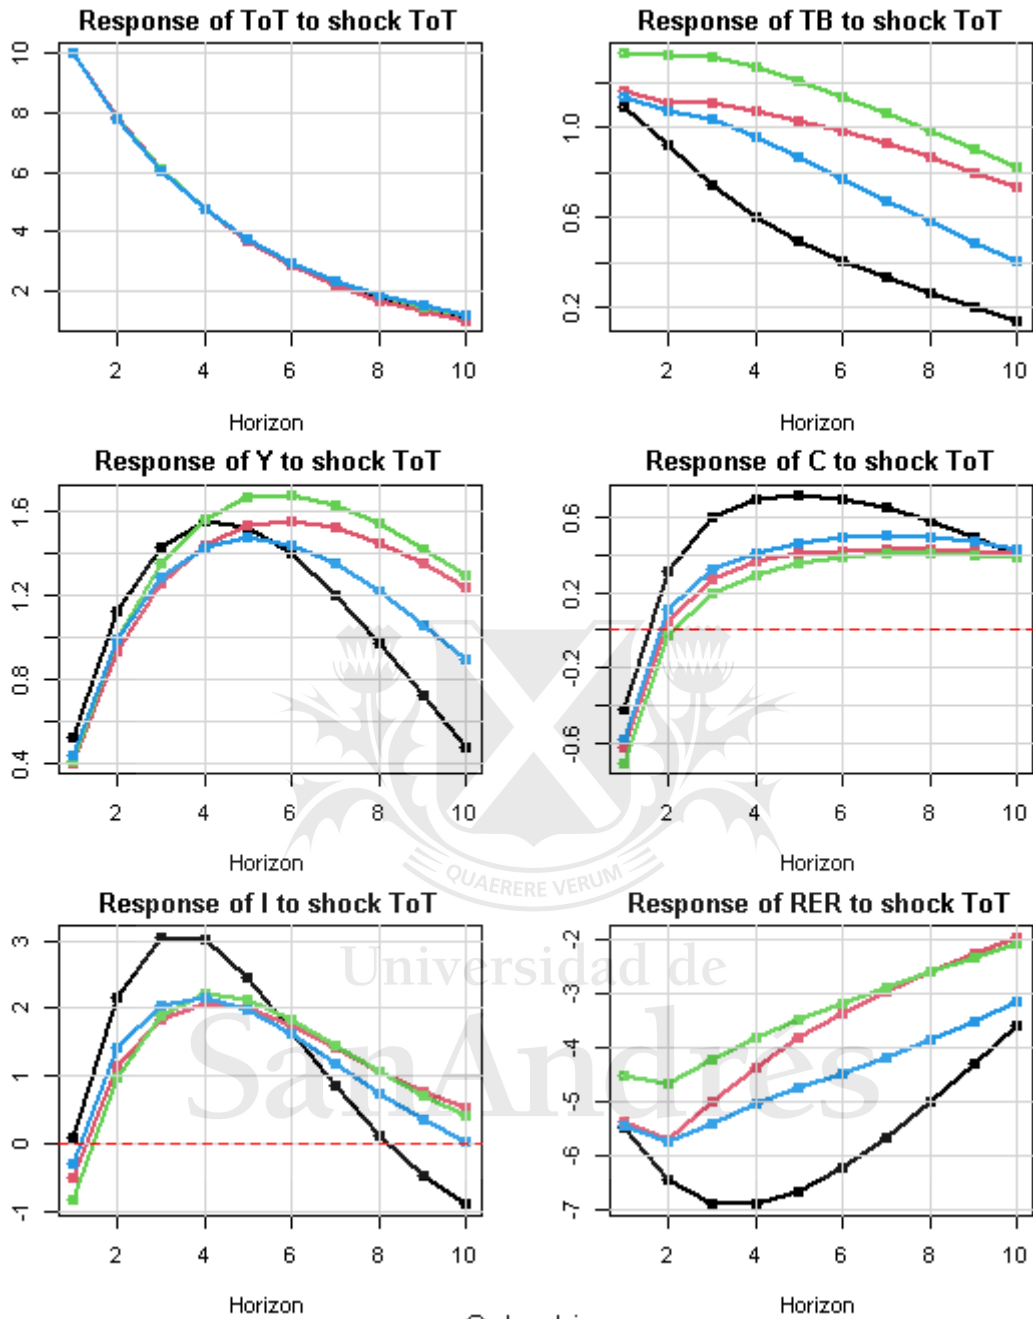 Response of ToT to shock ToT
Response of TB to shock ToT
10
8
6
4
2
2 4 6 8 10
Horizon
1.0
0.6
0.2
2 4 6 8 10
Horizon
Response of Y to shock ToT
Response of C to shock ToT
1.6
1.2
0.8
0.4
2 4 6 8 10
Horizon
0.6
0.2
-0.2
-0.6
2 4 6 8 10
Horizon
QUAERERE VERUM
Response of I to shock ToT
Response of RER to shock ToT
Universidad de
SanAndrés
3
2
1
0
-1
2 4 6 8 10
Horizon
-2
-3
-4
-5
-6
-7
2 4 6 8 10
Horizon